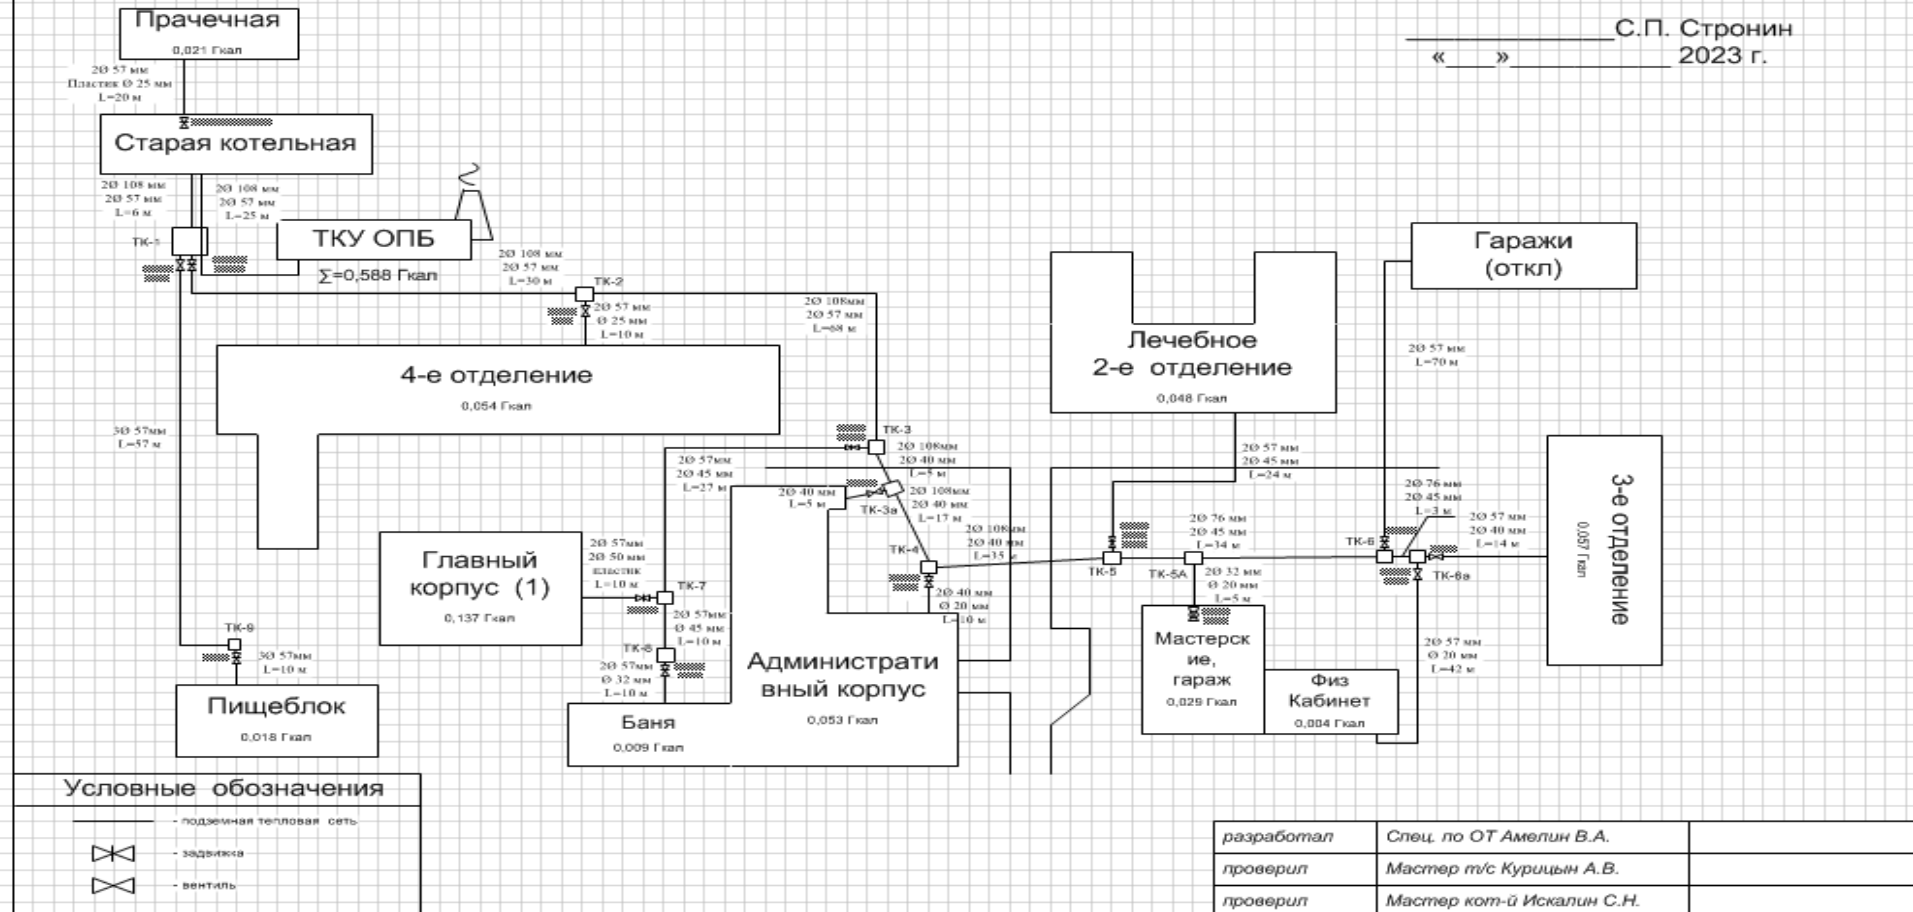 Прачечная
0,021 Гкал
С.П. Стронин
«____»____________ 2023 г.
2Ø 57 мм
Пластик Ø 25 мм
L=20 м
Старая котельная
2Ø 108 мм
2Ø 57 мм
L=6 м
2Ø 108 мм
2Ø 57 мм
L=25 м
ТК-1
ТКУ ОПБ
∑=0,588 Гкал
2Ø 108 мм
2Ø 57 мм
L=30 м
ТК-2
2Ø 57 мм
Ø 25 мм
L=10 м
2Ø 108мм
2Ø 57 мм
L=68 м
Гаражи
(откл)
2Ø 57 мм
L=70 м
Лечебное
2-е отделение
0,048 Гкал
4-е отделение
0,054 Гкал
3Ø 57мм
L=57 м
ТК-3
2Ø 108мм
2Ø 40 мм
L=5 м
2Ø 57мм
2Ø 45 мм
L=27 м
2Ø 40 мм
L=5 м
ТК-3а
2Ø 108мм
2Ø 40 мм
L=17 м
2Ø 57 мм
2Ø 45 мм
L=24 м
2Ø 76 мм
2Ø 45 мм
L=3 м
2Ø 57 мм
2Ø 40 мм
L=14 м
3-е отделение
0,057 Гкал
2Ø 108мм
2Ø 40 мм
L=35 м
ТК-4
ТК-5
2Ø 76 мм
2Ø 45 мм
L=34 м
ТК-5А
ТК-6
ТК-6а
Главный
корпус (1)
0,137 Гкал
2Ø 57мм
2Ø 50 мм
пластик
L=10 м
ТК-7
2Ø 57мм
Ø 45 мм
L=10 м
2Ø 40 мм
Ø 20 мм
L=10 м
2Ø 32 мм
Ø 20мм
L=5 м
ТК-9
3Ø 57мм
L=10 м
ТК-8
2Ø 57мм
Ø 32 мм
L=10 м
Администрати
вный корпус
0,053 Гкал
Мастерск
ие,
гараж
0,029 Гкал
Физ
Кабинет
0,004 Гкал
2Ø 57 мм
Ø 20 мм
L=42 м
Пищеблок
0,018 Гкал
Баня
0,009 Гкал
Условные обозначения
- подземная тепловая сеть
- задвижка
- вентиль
разработал Спец. по ОТ Амелин В.А.
проверил Мастер т/с Курицын А.В.
проверил Мастер кот-й Искалин С.Н.